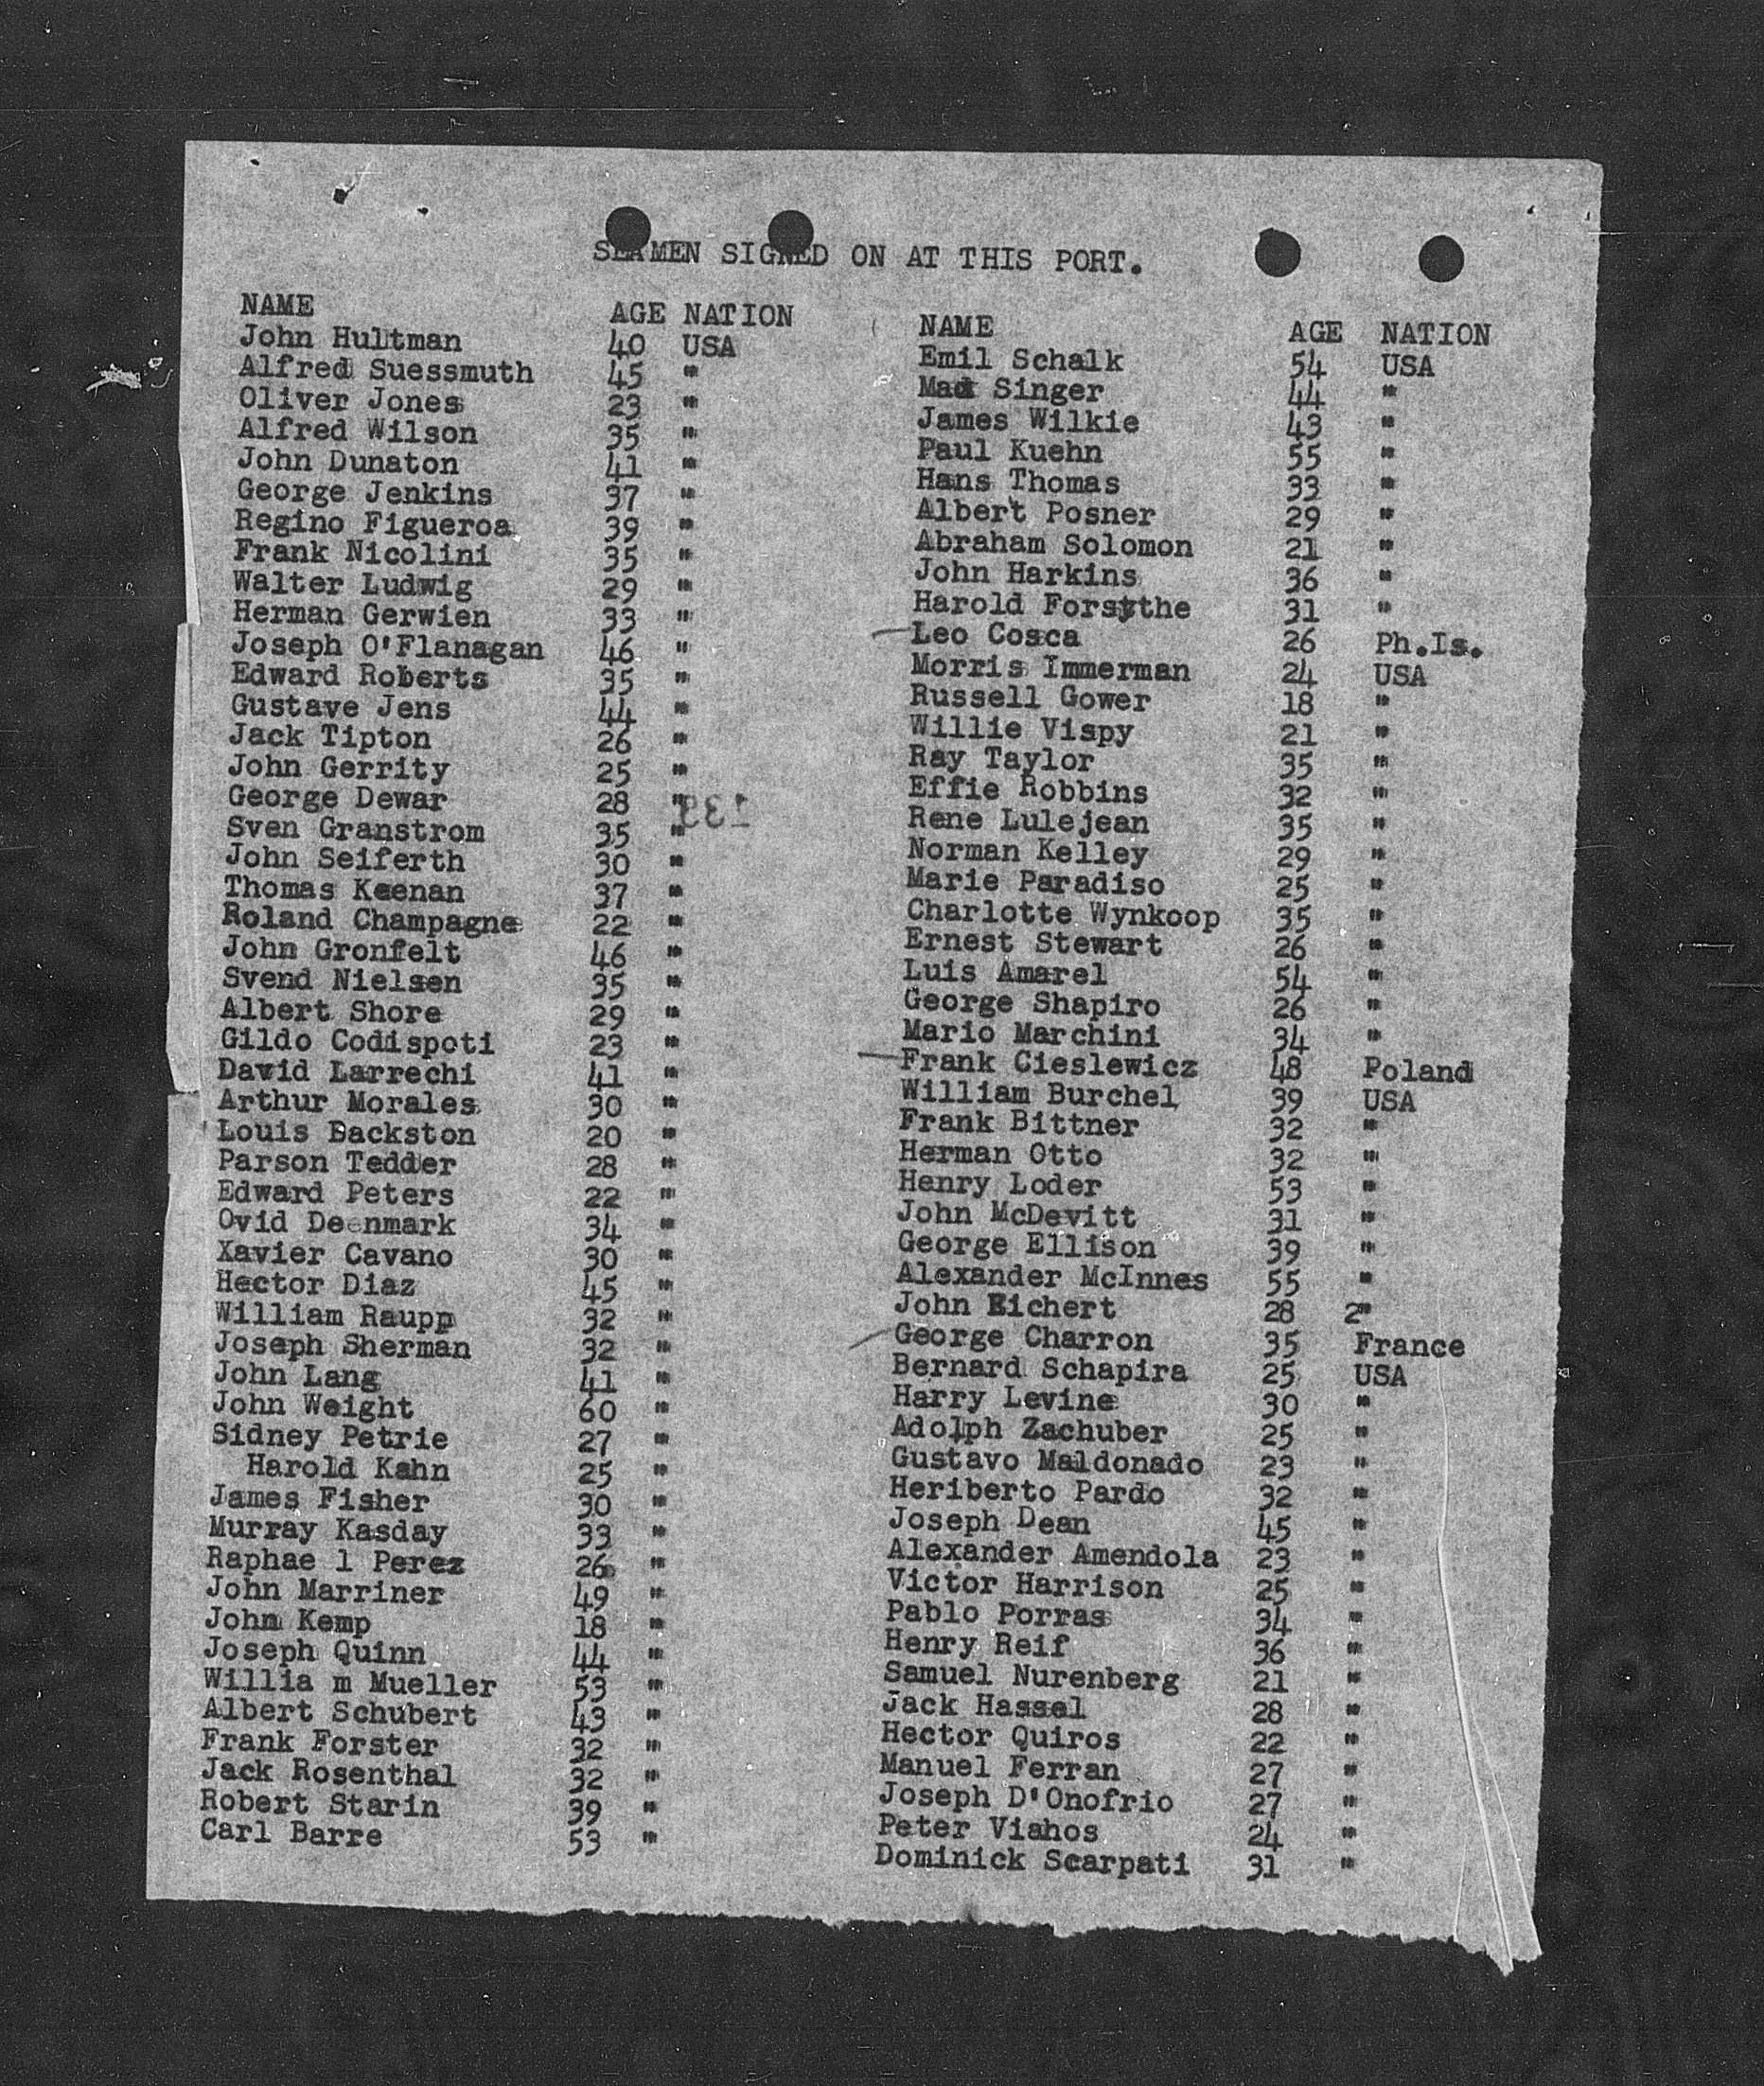 SEAMEN SIGNED ON AT THIS PORT.
NAME AGE NATION
John Hultman 40 USA
Alfred Suessmuth 45 "
Oliver Jones 23 "
Alfred Wilson 35 "
John Dunaton 41 "
George Jenkins 37 "
Regino Figueroa 39 "
Frank Nicolini 35 "
Walter Ludwig 29 "
Herman Gerwien 33 "
Joseph O'Flanagan 46 "
Edward Roberts 35 "
Gustave Jens 44 "
Jack Tipton 26 "
John Gerrity 25 "
George Dewar 28 "
Sven Granstrom 35 "
John Seiferth 30 "
Thomas Keenan 37 "
Roland Champagne 22 "
John Gronfelt 46 "
Svend Nielsen 35 "
Albert Shore 29 "
Gildo Codispoti 23 "
David Larrechi 41 "
Arthur Morales 30 "
Louis Backston 20 "
Parson Tedder 28 "
Edward Peters 22 "
Ovid Deenmark 34 "
Xavier Cavano 30 "
Hector Diaz 45 "
William Raupp 32 "
Joseph Sherman 32 "
John Lang 41 "
John Weight 60 "
Sidney Petrie 27 "
Harold Kahn 25 "
James Fisher 30 "
Murray Kasday 33 "
Raphae l Perez 26 "
John Marriner 49 "
John Kemp 18 "
Joseph Quinn 44 "
Willia m Mueller 53 "
Albert Schubert 43 "
Frank Forster 32 "
Jack Rosenthal 32 "
Robert Starin 39 "
Carl Barre 53 "
NAME AGE NATION
Emil Schalk 54 USA
Singer 44 "
James Wilkie 43 "
Paul Kuehn 55 "
Hans Thomas 33 "
Albert Posner 29 "
Abraham Solomon 21 "
John Harkins 36 "
Harold Forsythe 31 "
Leo Cosca 26 Ph.Is.
Morris Immerman 24 USA
Russell Gower 18 "
Willie Vispy 21 "
Ray Taylor 35 "
Effie Robbins 32 "
Rene Lulejean 35 "
Norman Kelley 29 "
Marie Paradiso 25 "
Charlotte Wynkoop 35 "
Ernest Stewart 26 "
Luis Amarel 54 "
George Shapiro 26 "
Mario Marchini 34 "
Frank Cieslewicz 48 Poland
William Burchel 39 USA
Frank Bittner 32 "
Herman Otto 32 "
Henry Loder 53 "
John McDevitt 31 "
George Ellison 39 "
Alexander McInnes 55 "
John Eichert 28 2"
George Charron 35 France
Bernard Schapira 25 USA
Harry Levine 30 "
Adolph Zachuber 25 "
Gustavo Maldonado 23 "
Heriberto Pardo 32 "
Joseph Dean 45 "
Alexander Amendola 23 "
Victor Harrison 25 "
Pablo Porras 34 "
Henry Reif 36 "
Samuel Nurenberg 21 "
Jack Hassel 28 "
Hector Quiros 22 "
Manuel Ferran 27 "
Joseph D'Onofrio 27 "
Peter Viahos 24 "
Dominick Scarpati 31 "